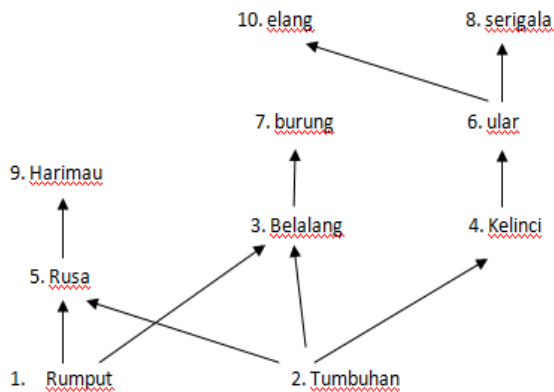 10. elang
8. serigala
7. burung
6. ular
9. Harimau
3. Belalang
4. Kelinci
5. Rusa
1. Rumput
2. Tumbuhan